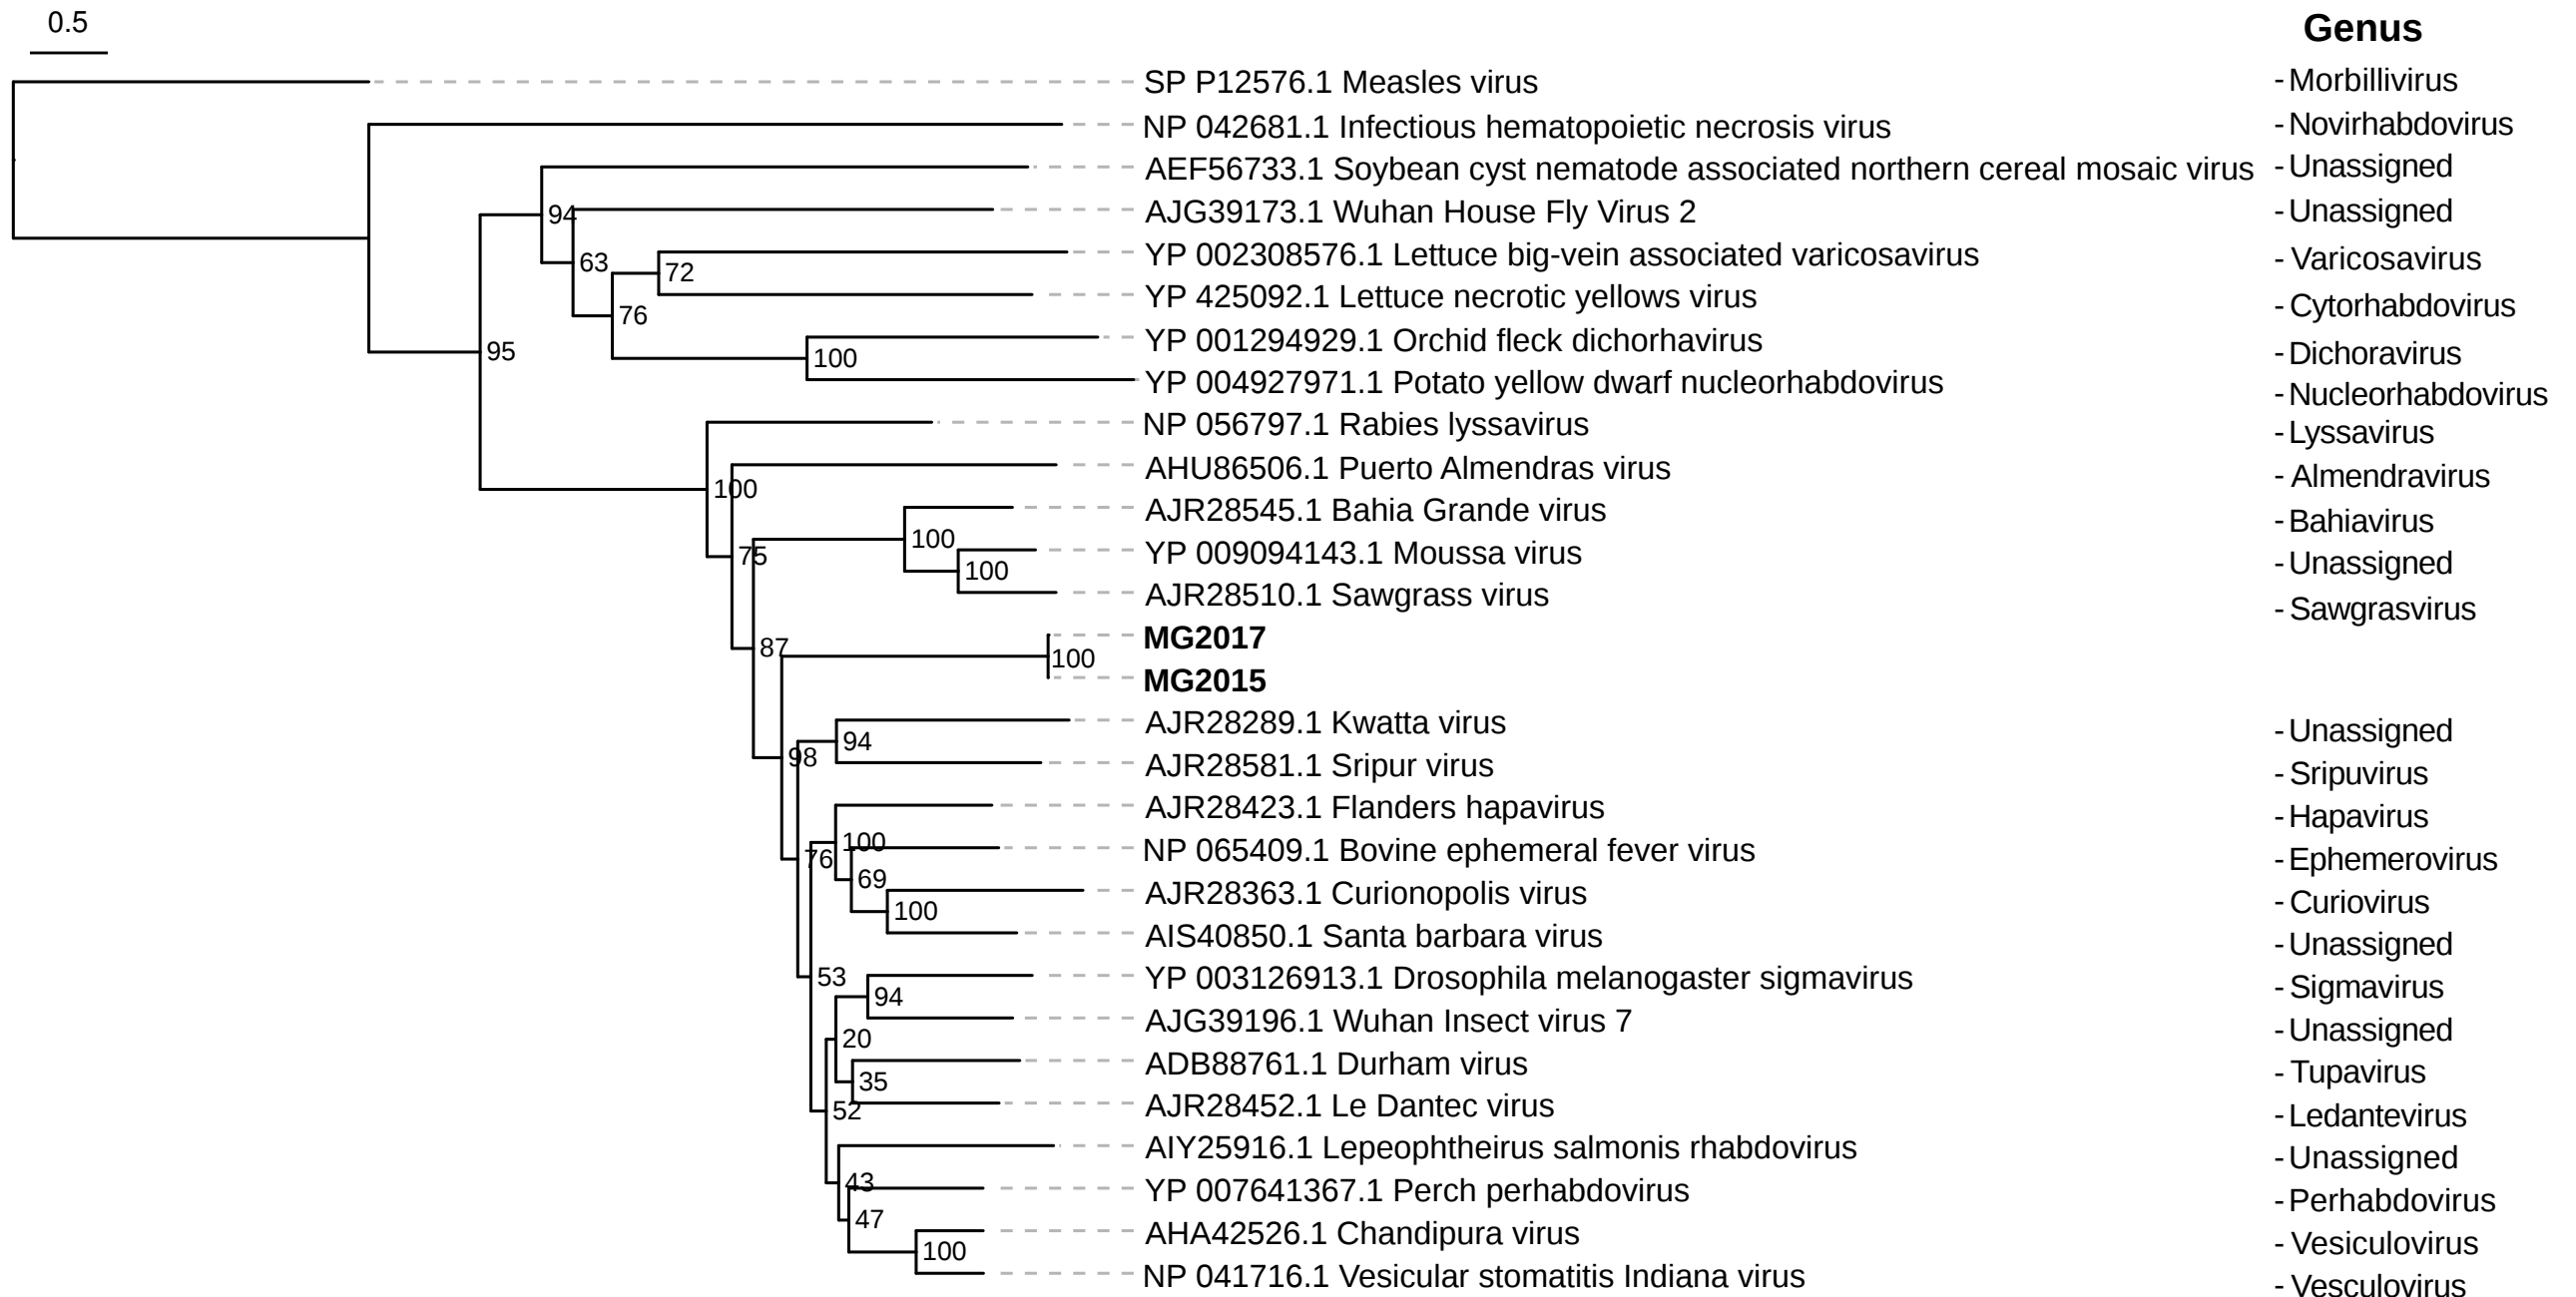 0.5
Genus
SP P12576.1 Measles virus - Morbillivirus
NP 042681.1 Infectious hematopoietic necrosis virus - Novirhabdovirus
AEF56733.1 Soybean cyst nematode associated northern cereal mosaic virus - Unassigned
94 AJG39173.1 Wuhan House Fly Virus 2 - Unassigned
YP 002308576.1 Lettuce big-vein associated varicosavirus - Varicosavirus
63 72
YP 425092.1 Lettuce necrotic yellows virus - Cytorhabdovirus
76
YP 001294929.1 Orchid fleck dichorhavirus - Dichoravirus
95 100
YP 004927971.1 Potato yellow dwarf nucleorhabdovirus - Nucleorhabdovirus
NP 056797.1 Rabies lyssavirus - Lyssavirus
AHU86506.1 Puerto Almendras virus - Almendravirus
100
AJR28545.1 Bahia Grande virus - Bahiavirus
100
75 YP 009094143.1 Moussa virus - Unassigned
100
AJR28510.1 Sawgrass virus - Sawgrasvirus
MG2017
87 100
MG2015
AJR28289.1 Kwatta virus - Unassigned
94
98 AJR28581.1 Sripur virus - Sripuvirus
AJR28423.1 Flanders hapavirus - Hapavirus
100
76 NP 065409.1 Bovine ephemeral fever virus - Ephemerovirus
69
AJR28363.1 Curionopolis virus - Curiovirus
100
AIS40850.1 Santa barbara virus - Unassigned
53 YP 003126913.1 Drosophila melanogaster sigmavirus - Sigmavirus
94
AJG39196.1 Wuhan Insect virus 7 - Unassigned
20
ADB88761.1 Durham virus - Tupavirus
35
52 AJR28452.1 Le Dantec virus - Ledantevirus
AIY25916.1 Lepeophtheirus salmonis rhabdovirus - Unassigned
43
YP 007641367.1 Perch perhabdovirus - Perhabdovirus
47
AHA42526.1 Chandipura virus - Vesiculovirus
100
NP 041716.1 Vesicular stomatitis Indiana virus - Vesculovirus